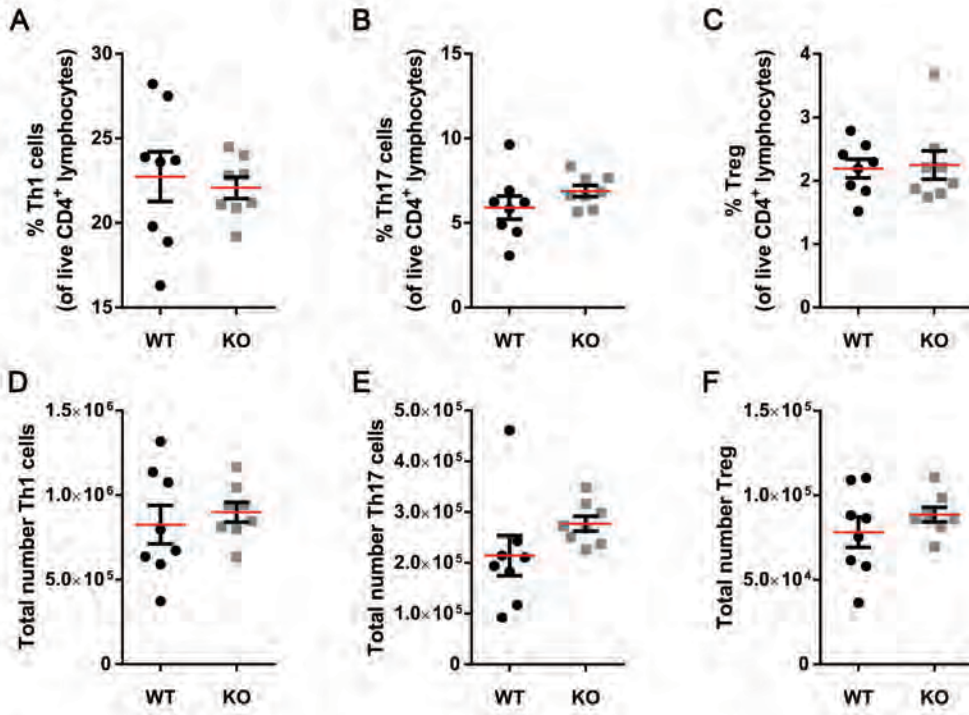 A
% Th1 cells
(of live CD4⁺ lymphocytes)
30
25
20
15
WT
KO
B
% Th17 cells
(of live CD4⁺ lymphocytes)
15
10
5
0
WT
KO
C
% Treg
(of live CD4⁺ lymphocytes)
4
3
2
1
0
WT
KO
D
Total number Th1 cells
1.5×10⁶
1.0×10⁶
5.0×10⁵
0
WT
KO
E
Total number Th17 cells
5.0×10⁵
4.0×10⁵
3.0×10⁵
2.0×10⁵
1.0×10⁵
0
WT
KO
F
Total number Treg
1.5×10⁵
1.0×10⁵
5.0×10⁴
0
WT
KO